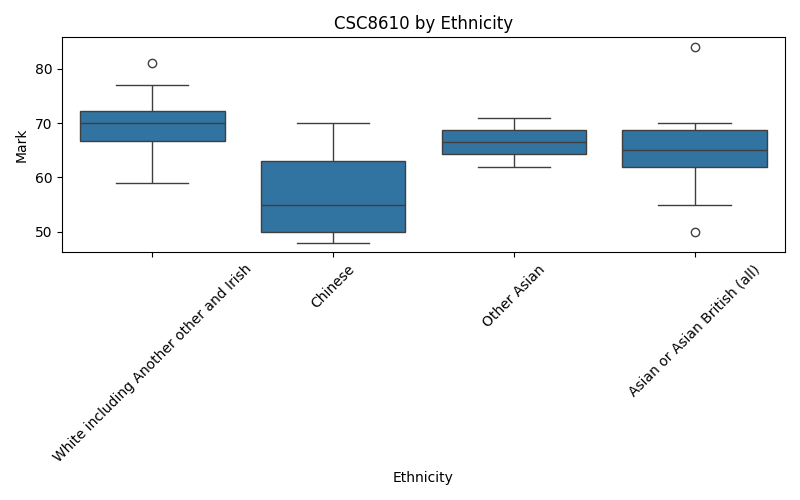 CSC8610 by Ethnicity
Mark
80
70
60
50
White including Another other and Irish
Chinese
Other Asian
Asian or Asian British (all)
Ethnicity